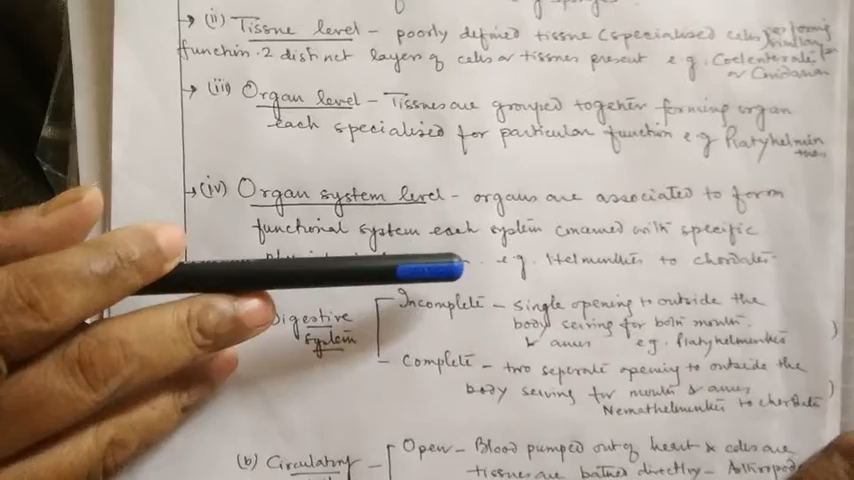 (ii) Tissue level - poorly defined tissue (specialised cells) performing similar
function. 2 distinct layers of cells or tissues present e.g. Coelenterata
or Cnidarian
(iii) Organ level - Tissues are grouped together forming organ
each specialised for particular function e.g Platyhelmin
thes
(iv) Organ system level - organs are associated to form
functional system each system concerned with specific
e.g. Helminthes to chordates
Digestive
system
Incomplete - single opening to outside the
body serving for both mouth
& anus e.g. Platyhelminthes
Complete - two seperate opening to outside the
body serving for mouth & anus
Nemathelminthes to chordate
(b) Circulatory
Open - Blood pumped out of heart & cells are
tissues are bathed directly - Arthropoda